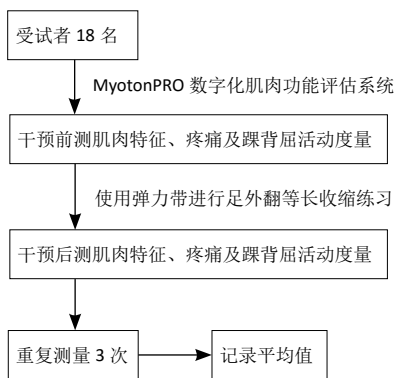 受试者 18 名
MyotonPRO 数字化肌肉功能评估系统
干预前测肌肉特征、疼痛及踝背屈活动度量
使用弹力带进行足外翻等长收缩练习
干预后测肌肉特征、疼痛及踝背屈活动度量
重复测量 3 次
记录平均值